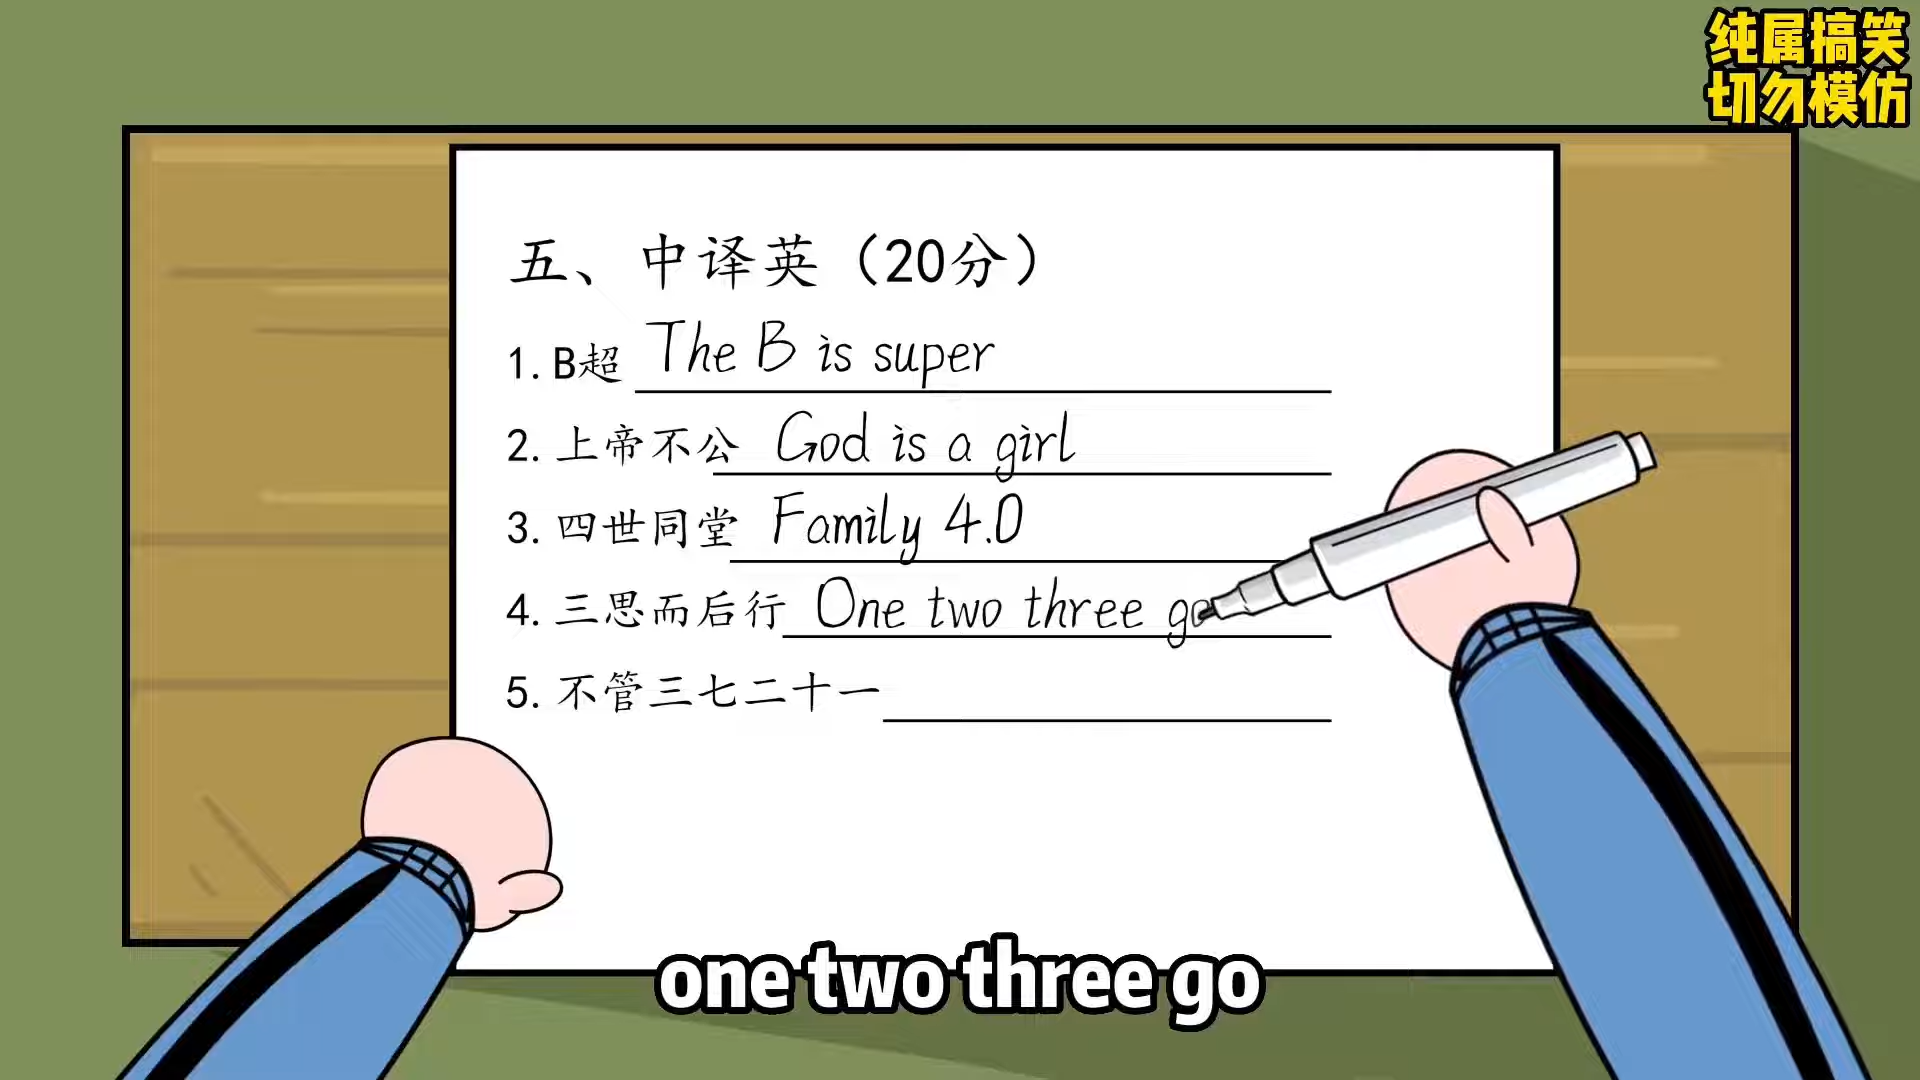 纯属搞笑
切勿模仿
五、中译英（20分）
1. B超 The B is super
2. 上帝不公 God is a girl
3. 四世同堂 Family 4.0
4. 三思而后行 One two three go
5. 不管三七二十一
one two three go